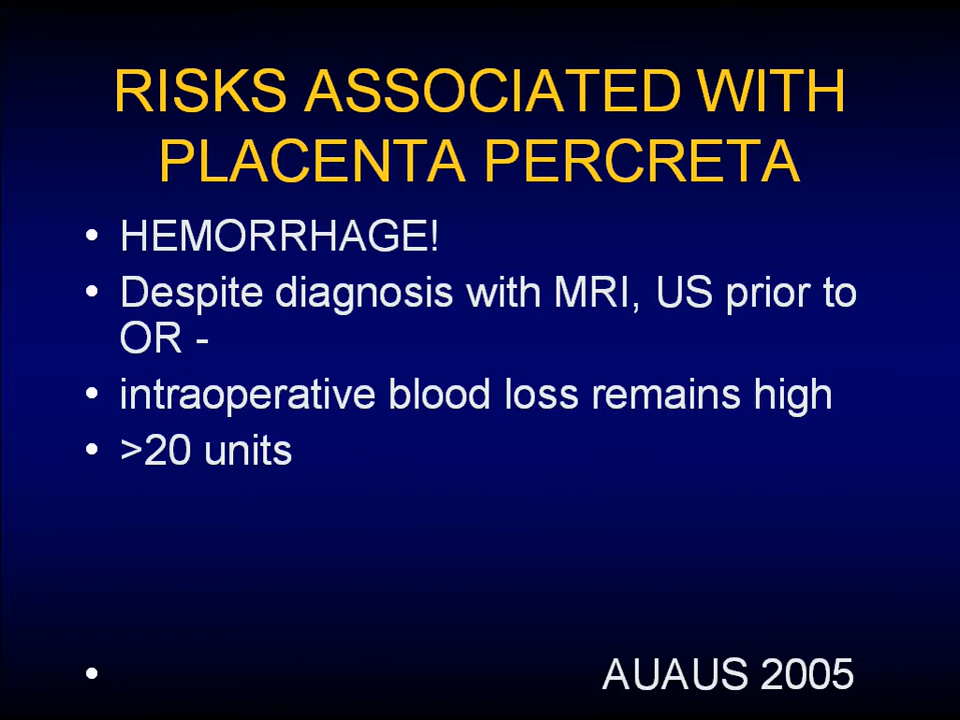 RISKS ASSOCIATED WITH
PLACENTA PERCRETA
• HEMORRHAGE!
• Despite diagnosis with MRI, US prior to
OR -
• intraoperative blood loss remains high
• >20 units
• AUAUS 2005